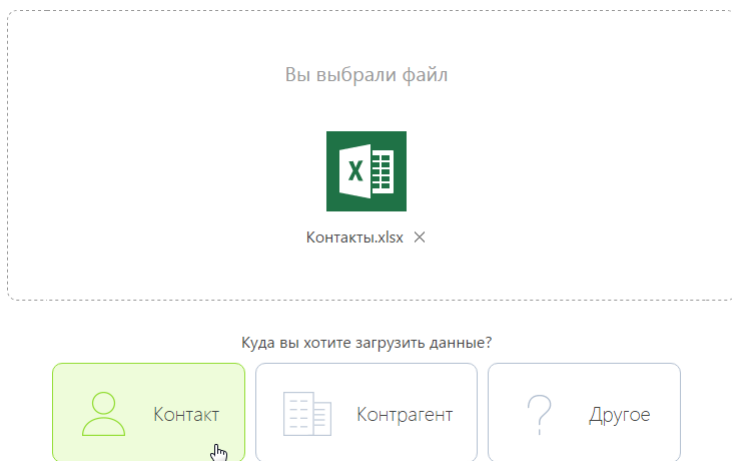 Вы выбрали файл
X
Контакты.xlsx
Куда вы хотите загрузить данные?
Контакт
Контрагент
Другое